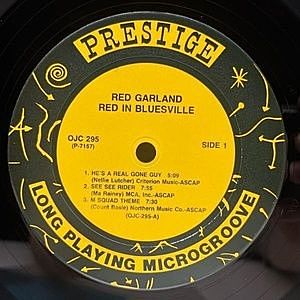 PRESTIGE
RED GARLAND
RED IN BLUESVILLE
OJC 295
(P-7157)
SIDE 1
1. HE'S A REAL GONE GUY 5:09
(Nellie Lutcher) Criterion Music-ASCAP
2. SEE SEE RIDER 7:55
(Ma Rainey) MCA, Inc.-ASCAP
3. M SQUAD THEME 7:30
(Count Basie) Northern Music Co.-ASCAP
(OJC-295-A)
LONG PLAYING MICROGROOVE